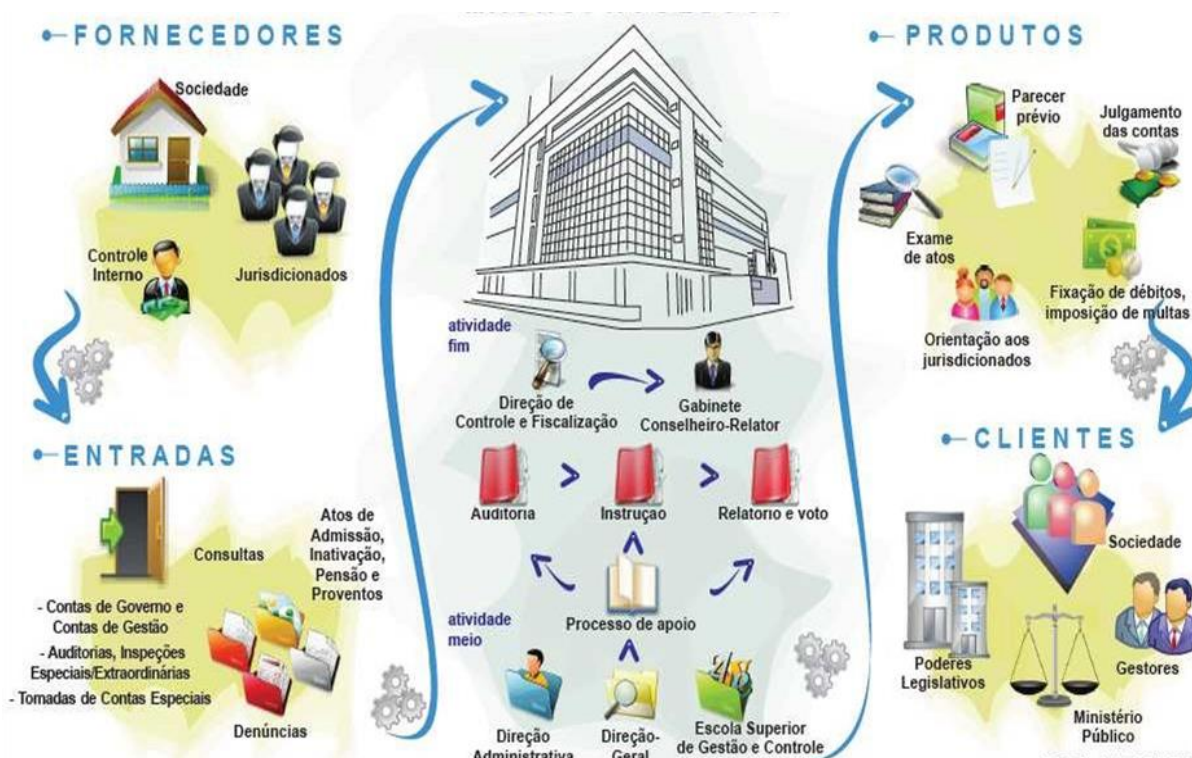 FORNECEDORES
Sociedade
Controle
Interno
Jurisdicionados
ENTRADAS
Consultas
Atos de
Admissão,
Inativação,
Pensão e
Proventos
- Contas de Governo e
Contas de Gestão
- Auditorias, Inspeções
Especiais/Extraordinárias
- Tomadas de Contas Especiais
Denúncias
atividade
fim
Direção de
Controle e Fiscalização
Gabinete
Conselheiro-Relator
Auditoria
Instrução
Relatório e voto
Processo de apoio
atividade
meio
Direção
Administrativa
Direção-
Geral
Escola Superior
de Gestão e Controle
PRODUTOS
Parecer
prévio
Julgamento
das contas
Exame
de atos
Fixação de débitos,
imposição de multas
Orientação aos
jurisdicionados
CLIENTES
Sociedade
Poderes
Legislativos
Gestores
Ministério
Público